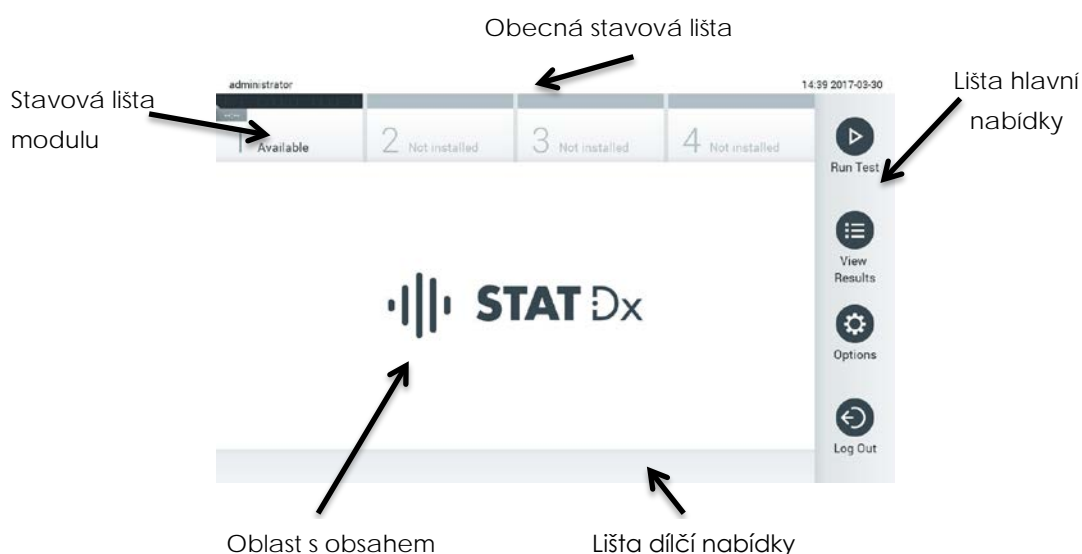 Obecná stavová lišta
administrator
14:39 2017-03-30
Stavová lišta
modulu
Lišta hlavní
nabídky
--:--
1 Available
2 Not installed
3 Not installed
4 Not installed
Run Test
View
Results
STAT Dx
Options
Log Out
Oblast s obsahem
Lišta dílčí nabídky